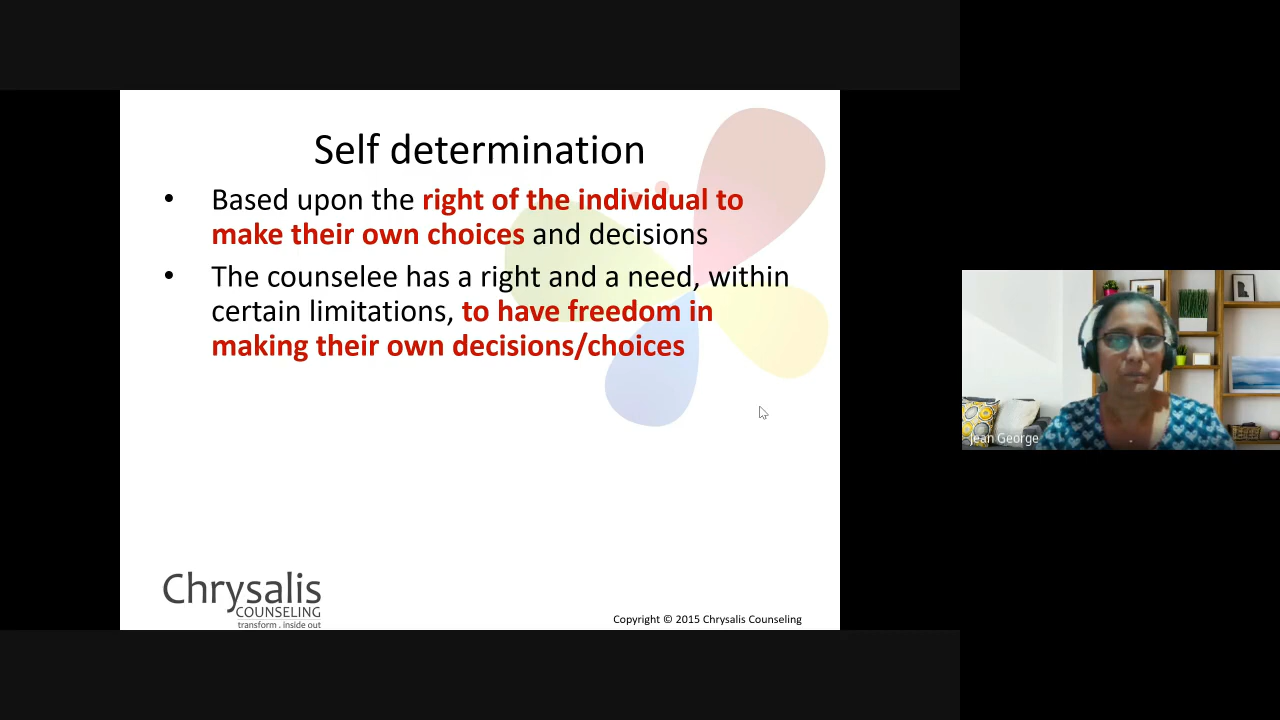 Self determination
• Based upon the right of the individual to
make their own choices and decisions
• The counselee has a right and a need, within
certain limitations, to have freedom in
making their own decisions/choices
Chrysalis
COUNSELING
transform . inside out
Copyright © 2015 Chrysalis Counseling
Jean George